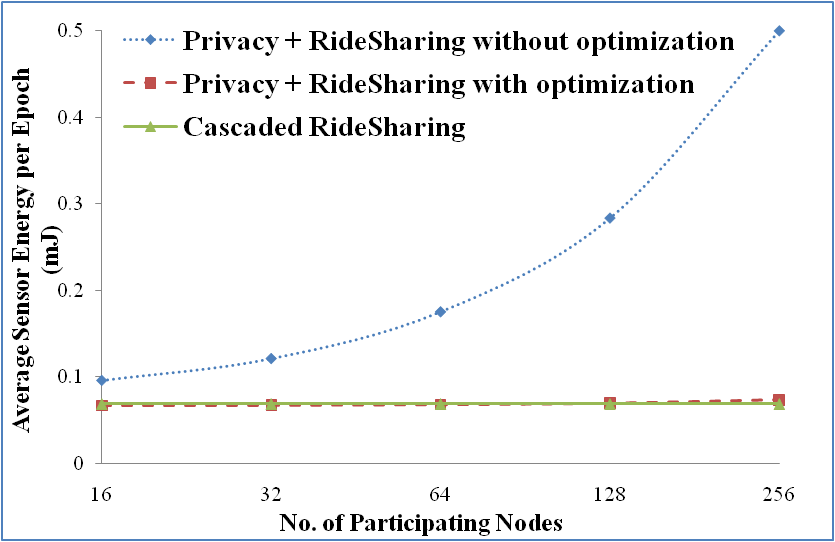 Average Sensor Energy per Epoch
(mJ)
0.5
0.4
0.3
0.2
0.1
0
Privacy + RideSharing without optimization
Privacy + RideSharing with optimization
Cascaded RideSharing
16 32 64 128 256
No. of Participating Nodes